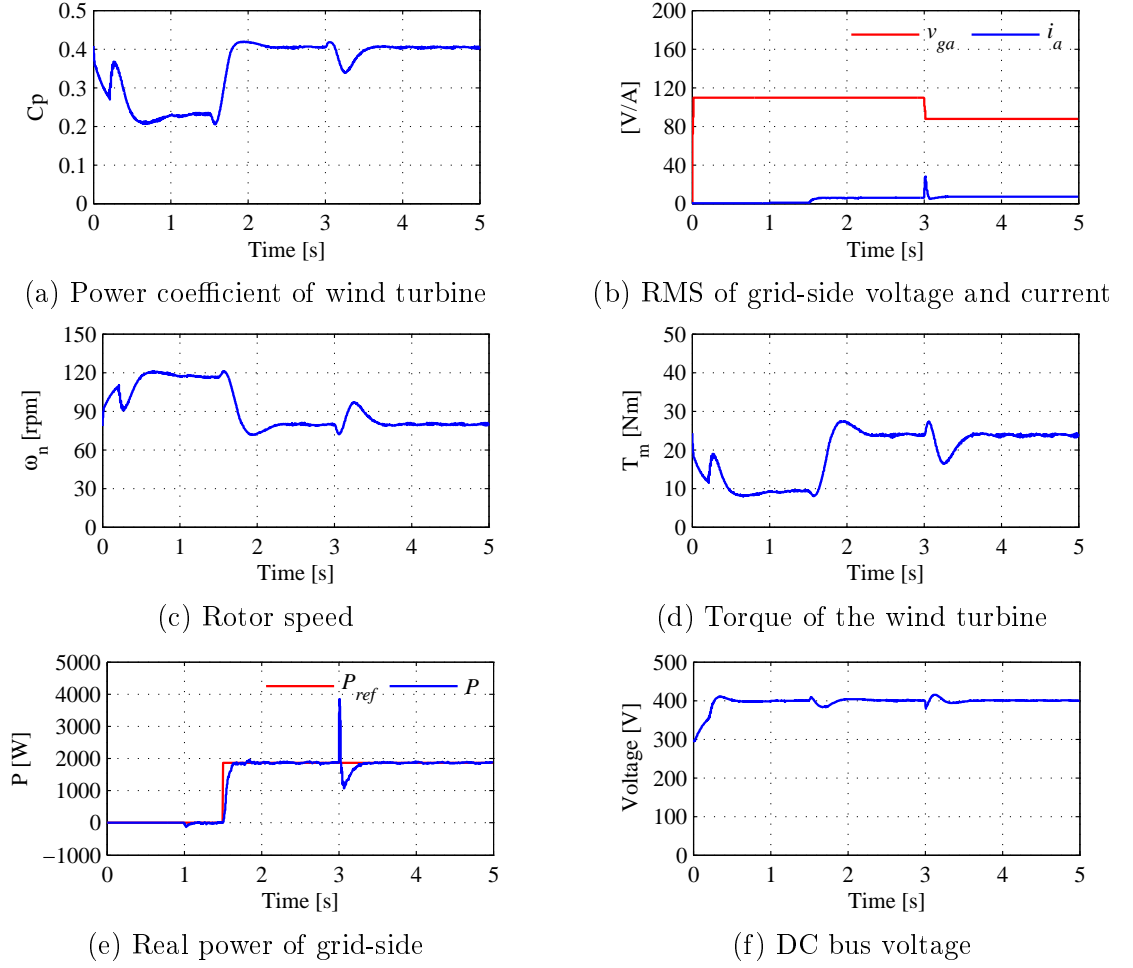 Cp
0.5
0.4
0.3
0.2
0.1
0
0 1 2 3 4 5
Time [s]
(a) Power coefficient of wind turbine
[V/A]
200
160
120
80
40
0
v_ga i_a
0 1 2 3 4 5
Time [s]
(b) RMS of grid-side voltage and current
ω_n [rpm]
150
120
90
60
30
0
0 1 2 3 4 5
Time [s]
(c) Rotor speed
T_m [Nm]
50
40
30
20
10
0
0 1 2 3 4 5
Time [s]
(d) Torque of the wind turbine
P [W]
5000
4000
3000
2000
1000
0
−1000
P_ref P
0 1 2 3 4 5
Time [s]
(e) Real power of grid-side
Voltage [V]
500
400
300
200
100
0
0 1 2 3 4 5
Time [s]
(f) DC bus voltage